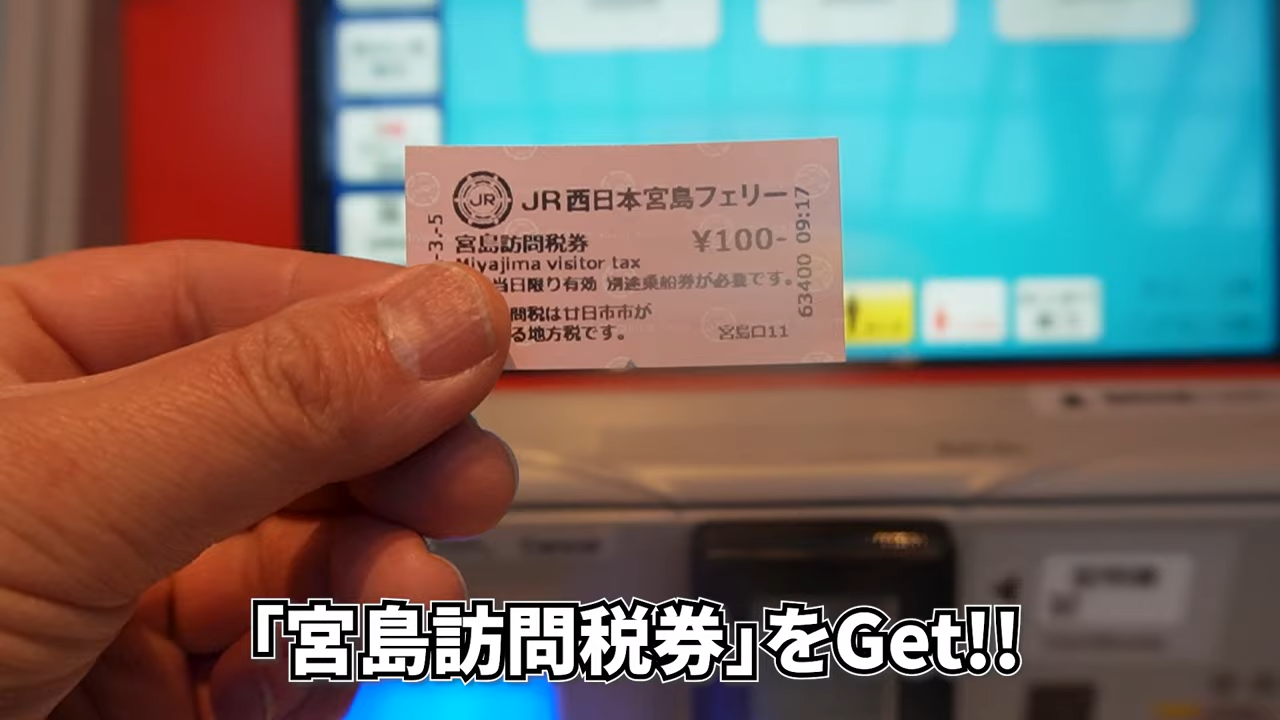 JR JR西日本宮島フェリー
宮島訪問税券 ¥100-
Miyajima visitor tax
当日限り有効 別途乗船券が必要です。
問税は廿日市市が
る地方税です。 宮島口11
-3.-5
63400 09:17
「宮島訪問税券」をGet!!